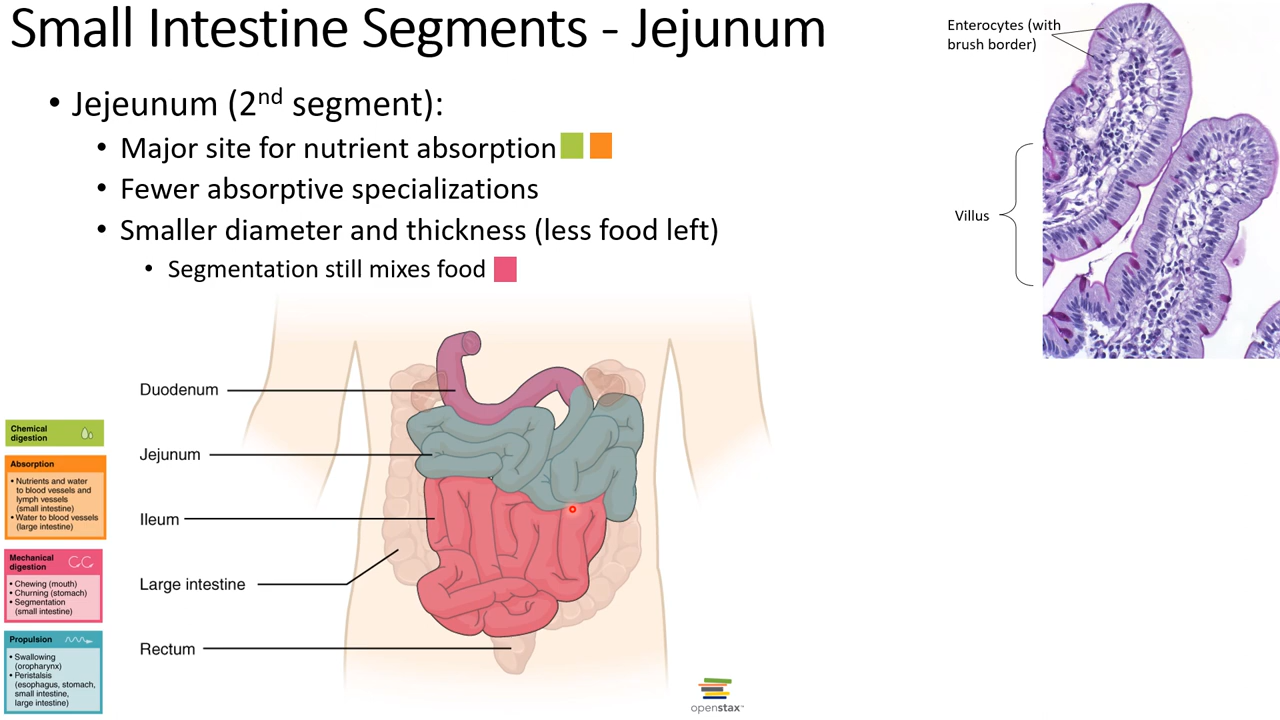 Small Intestine Segments - Jejunum
• Jejeunum (2nd segment):
• Major site for nutrient absorption
• Fewer absorptive specializations
• Smaller diameter and thickness (less food left)
• Segmentation still mixes food
Enterocytes (with
brush border)
Villus
Duodenum
Jejunum
Ileum
Large intestine
Rectum
Chemical
digestion
Absorption
• Nutrients and water
to blood vessels and
lymph vessels
(small intestine)
• Water to blood vessels
(large intestine)
Mechanical
digestion
• Chewing (mouth)
• Churning (stomach)
• Segmentation
(small intestine)
Propulsion
• Swallowing
(oropharynx)
• Peristalsis
(esophagus, stomach,
small intestine,
large intestine)
openstax™